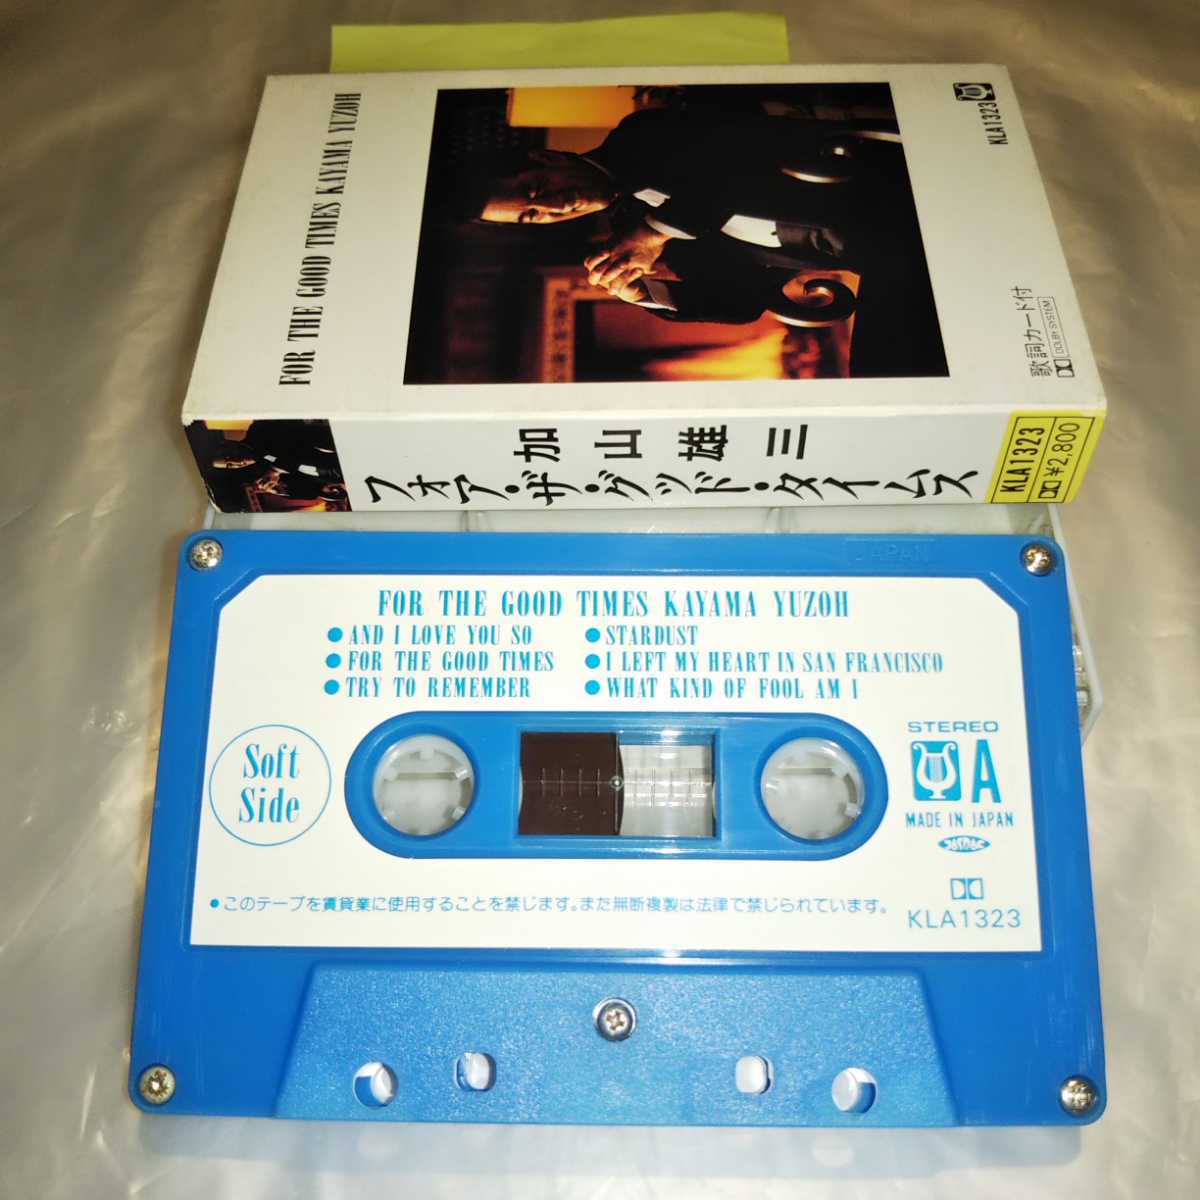 FOR THE GOOD TIMES KAYAMA YUZOH
KLA1323
歌詞カード付
DOLBY SYSTEM
加山雄三
フォア・ザ・グッド・タイムス
KLA1323
¥2,800
JAPAN
FOR THE GOOD TIMES KAYAMA YUZOH
●AND I LOVE YOU SO
●FOR THE GOOD TIMES
●TRY TO REMEMBER
●STARDUST
●I LEFT MY HEART IN SAN FRANCISCO
●WHAT KIND OF FOOL AM I
Soft
Side
STEREO
A
MADE IN JAPAN
JASRAC
●このテープを賃貸業に使用することを禁じます。また無断複製は法律で禁じられています。
KLA1323